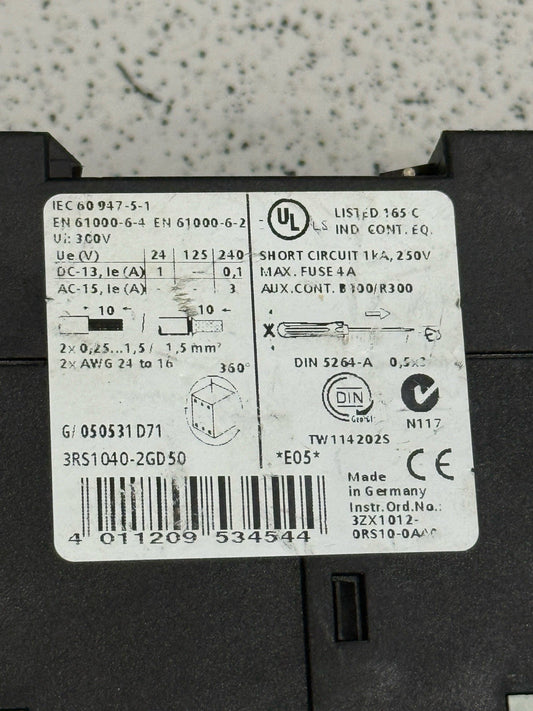 IEC 60 947-5-1
EN 61000-6-4 EN 61000-6-2
Ui: 300V
Ue (V) 24 125 240
DC-13, Ie (A) 1 — 0,1
AC-15, Ie (A) - — 3
10 / 10
2x 0,25...1,5 / 1,5 mm²
2x AWG 24 to 16
360°
G/ 050531 D71
3RS1040-2GD50
4 011209 534544
UL
LISTED 165 C
IND CONT. EQ.
SHORT CIRCUIT 1kA, 250V
MAX. FUSE 4A
AUX.CONT. B300/R300
X
DIN 5264-A 0,5x3
DIN
N117
TW114202S
*E05*
CE
Made
in Germany
Instr.Ord.No.:
3ZX1012-
0RS10-0AA0